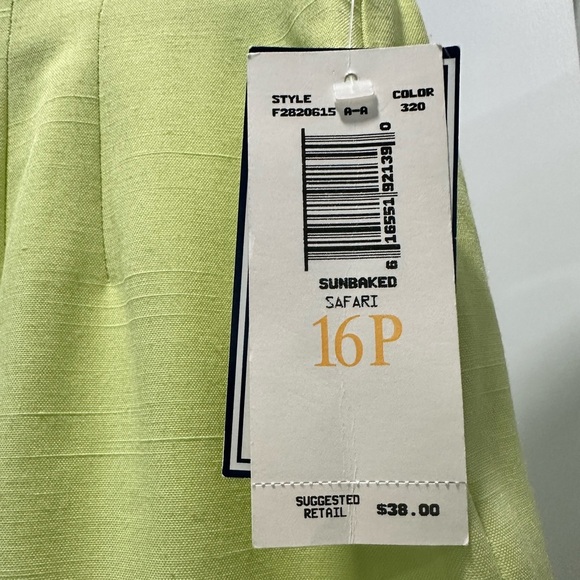 STYLE COLOR
F2820615 A-A 320
6 16551 92139 0
SUNBAKED
SAFARI
16P
SUGGESTED
RETAIL $38.00